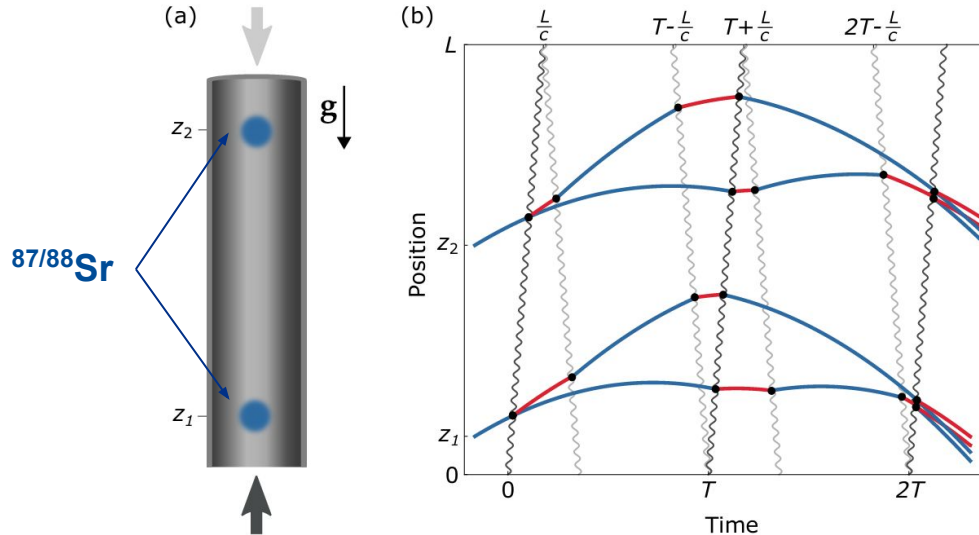 (a)
g
z2
87/88Sr
z1
(b)
L/c
T-L/c
T+L/c
2T-L/c
L
Position
z2
z1
0
0
T
2T
Time